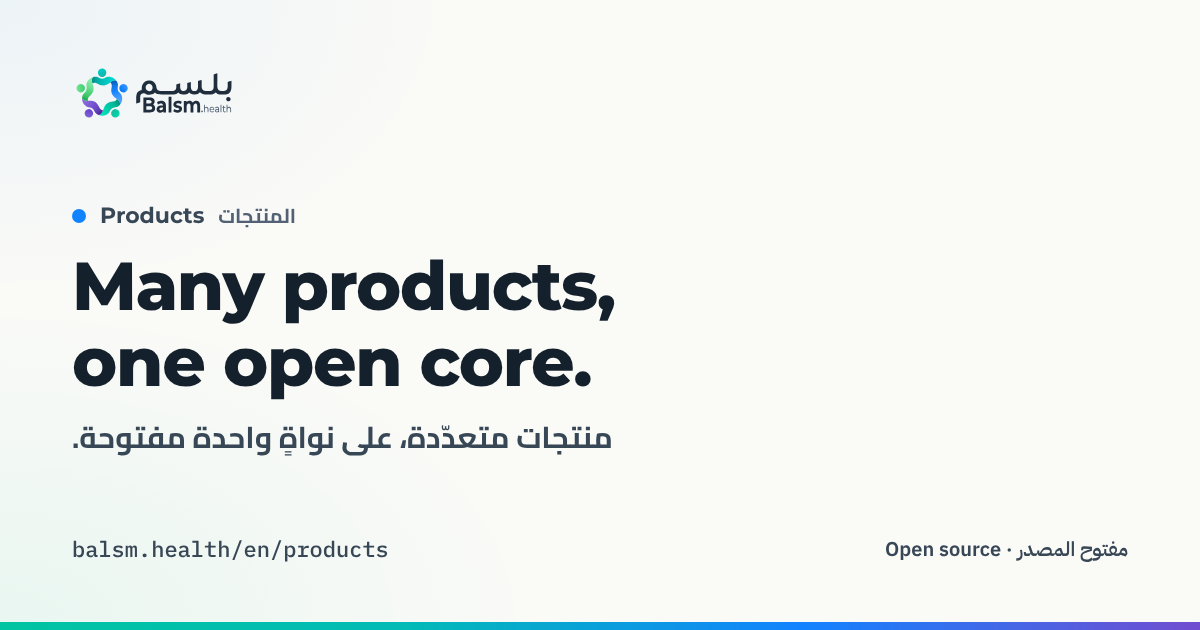 بلسم
Balsm.health
Products المنتجات
Many products,
one open core.
منتجات متعدّدة، على نواةٍ واحدة مفتوحة.
balsm.health/en/products
Open source · مفتوح المصدر